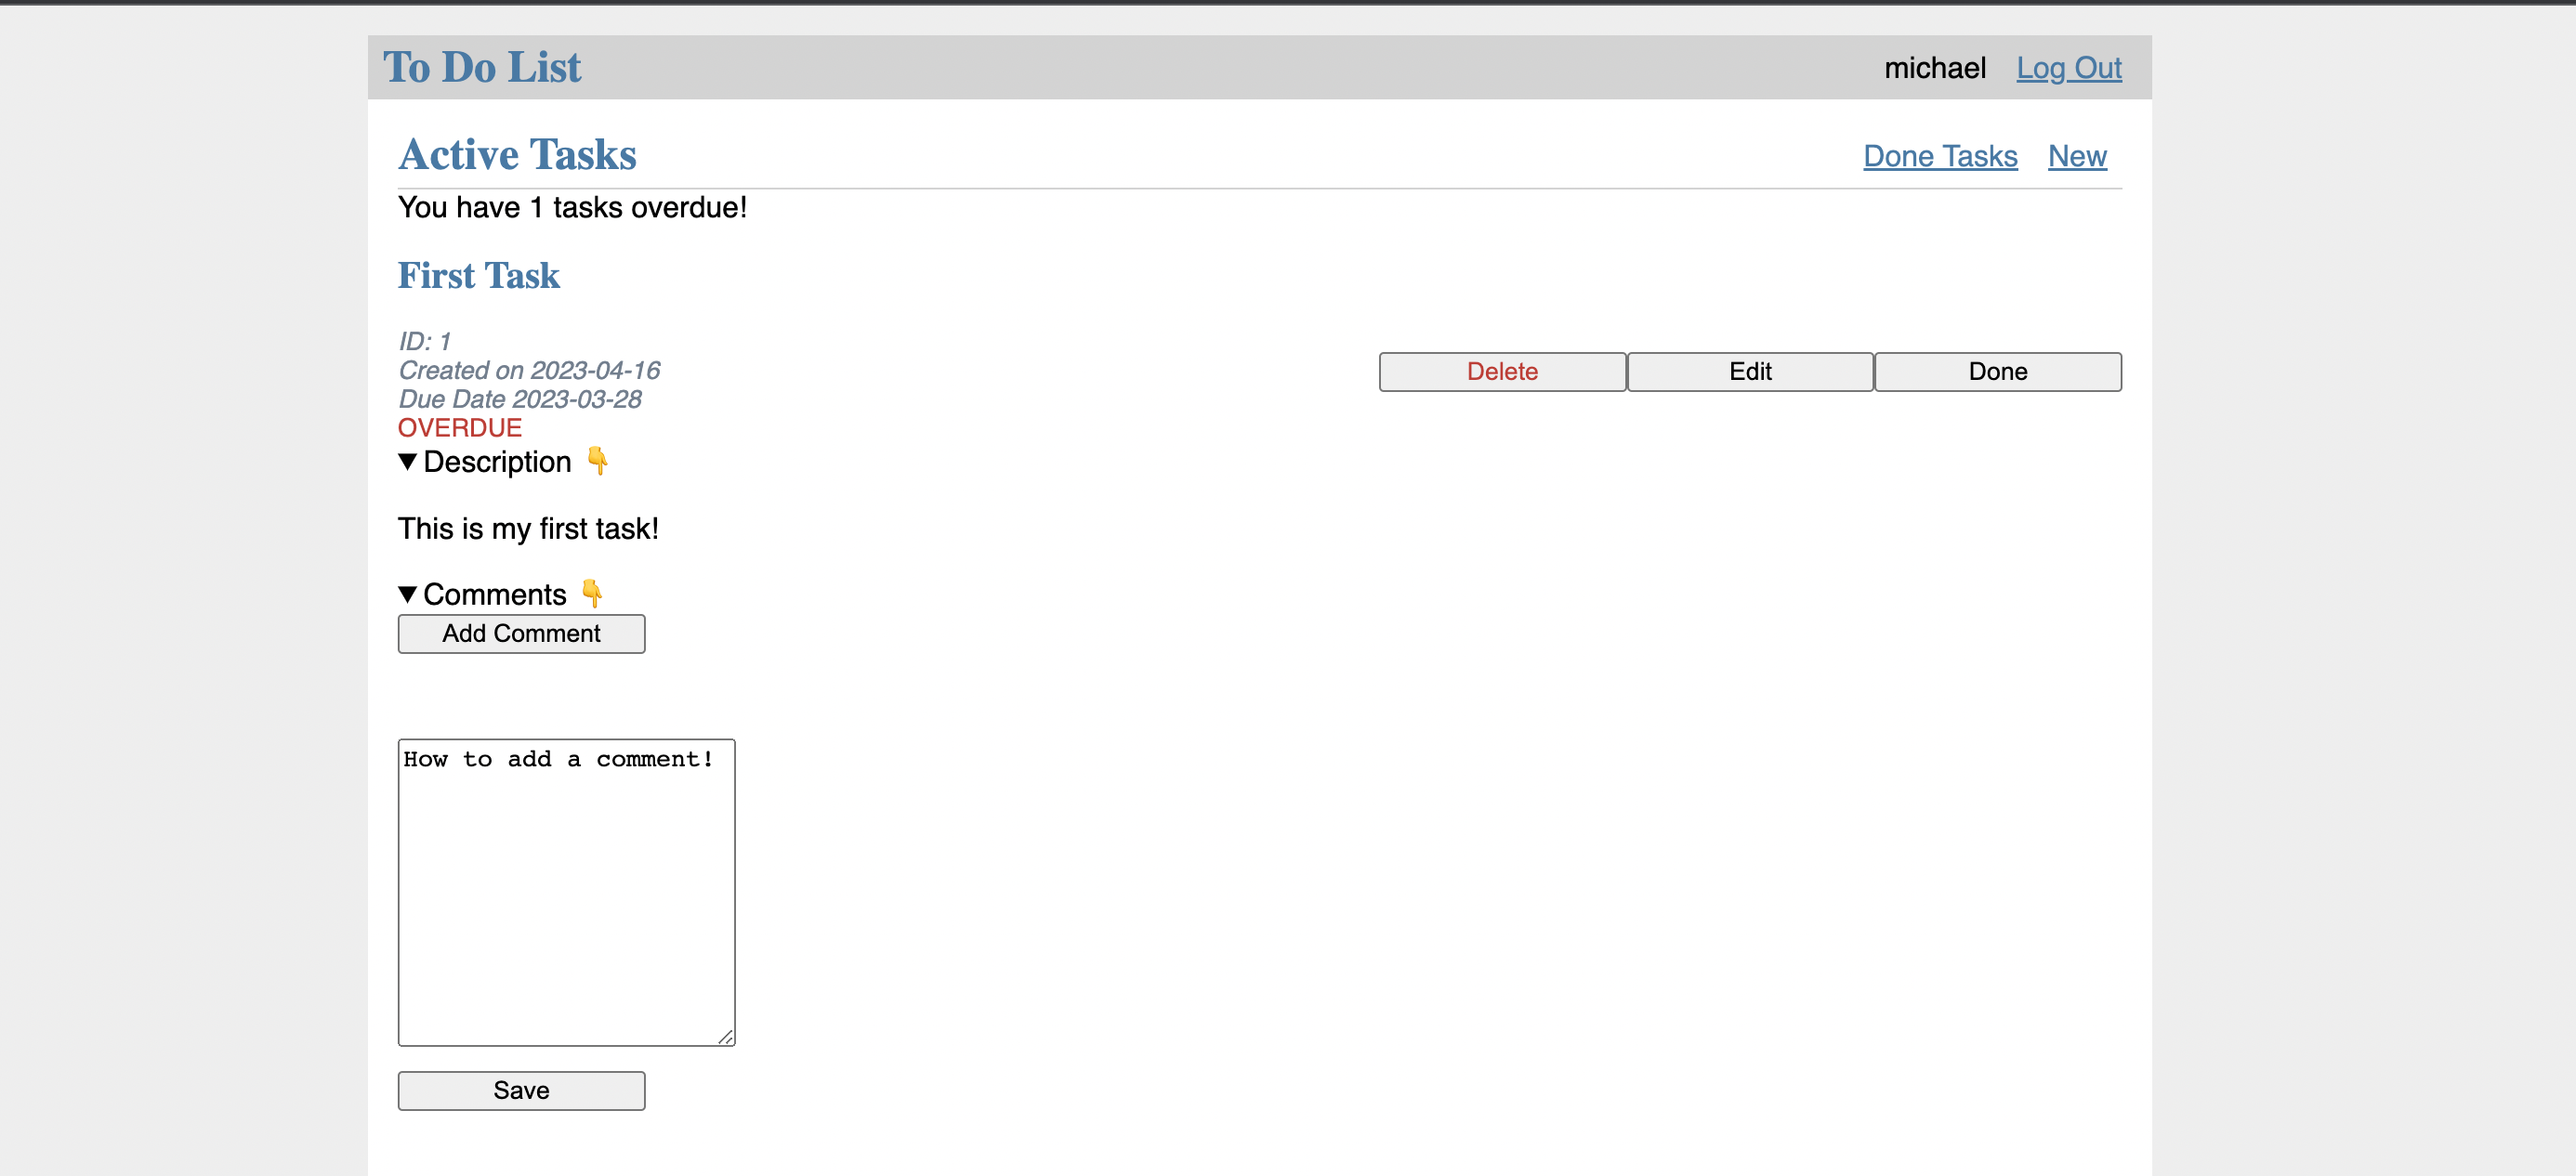 To Do List
michael Log Out
Active Tasks
Done Tasks New
You have 1 tasks overdue!
First Task
ID: 1
Created on 2023-04-16
Due Date 2023-03-28
OVERDUE
Delete Edit Done
Description 👇
This is my first task!
Comments 👇
Add Comment
How to add a comment!
Save